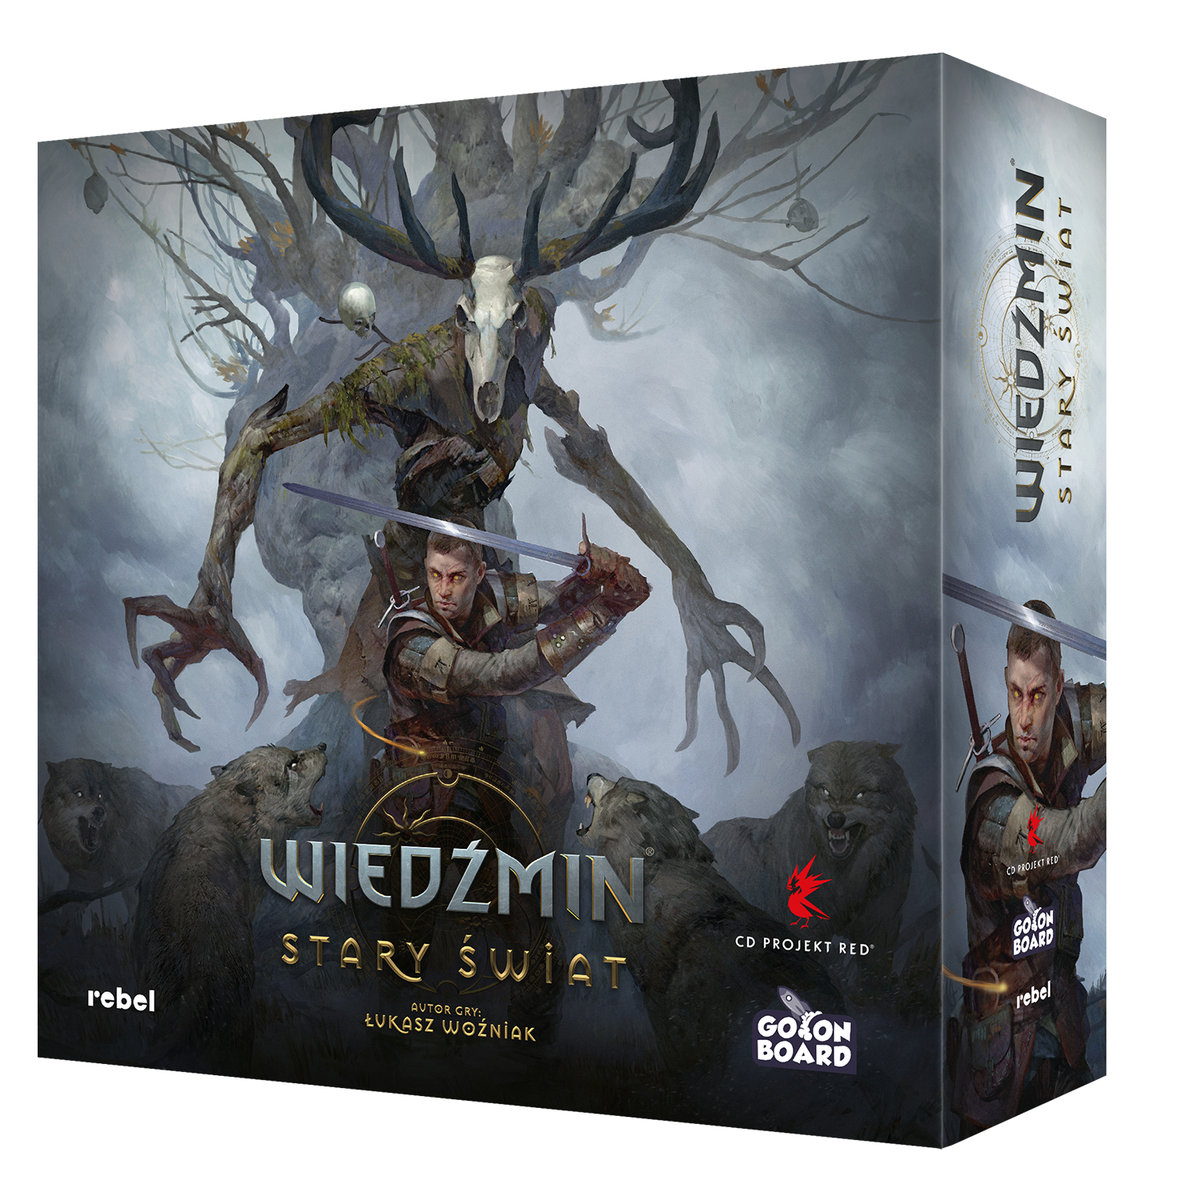 WIEDŹMIN®
STARY ŚWIAT
AUTOR GRY:
ŁUKASZ WOŹNIAK
rebel
CD PROJEKT RED®
GO ON
BOARD
WIEDŹMIN®
STARY ŚWIAT
CD PROJEKT RED®
GO ON
BOARD
rebel